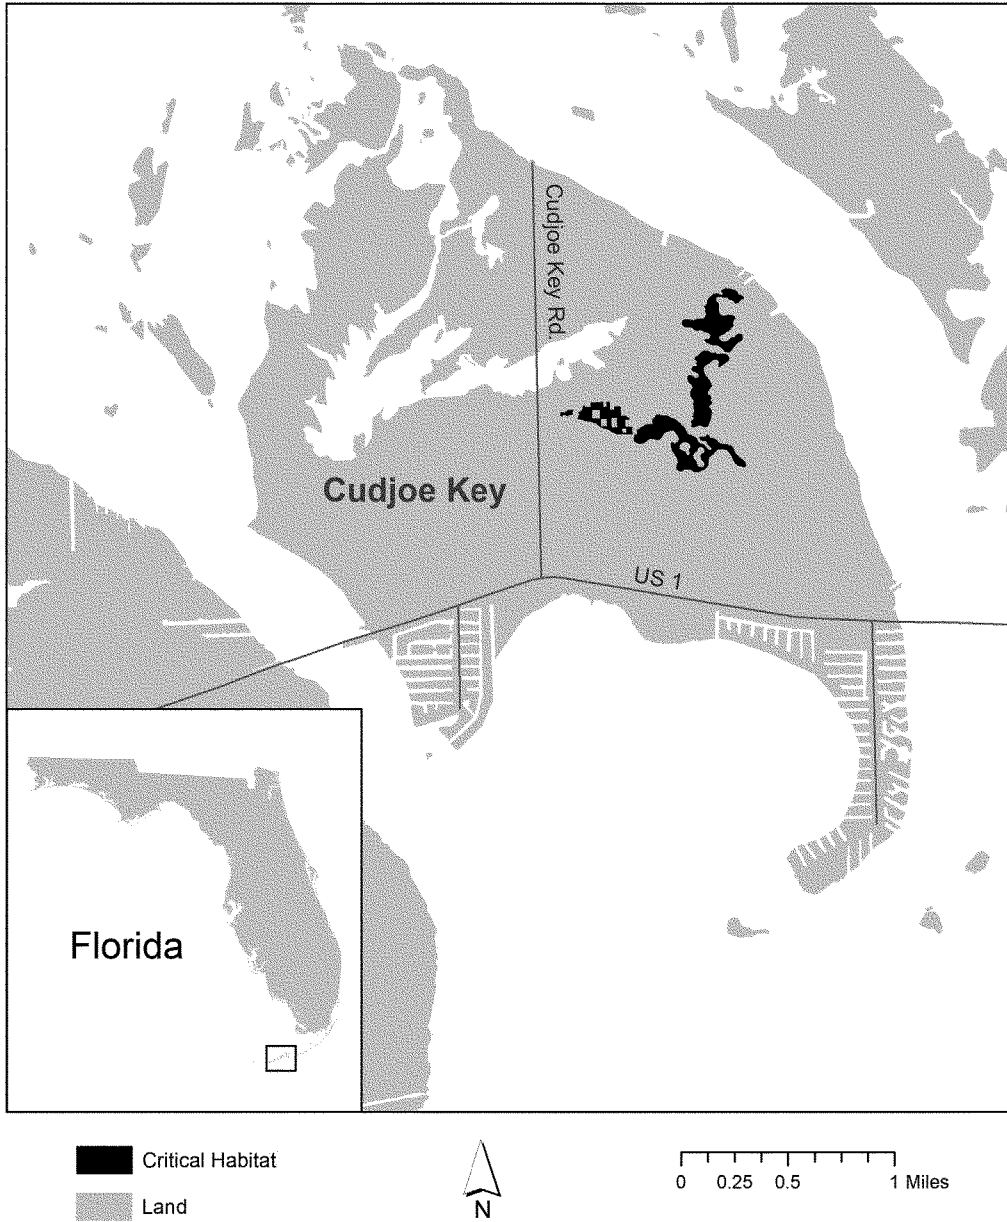 Cudjoe Key Rd.
Cudjoe Key
US 1
Florida
Critical Habitat
Land
N
0 0.25 0.5 1 Miles